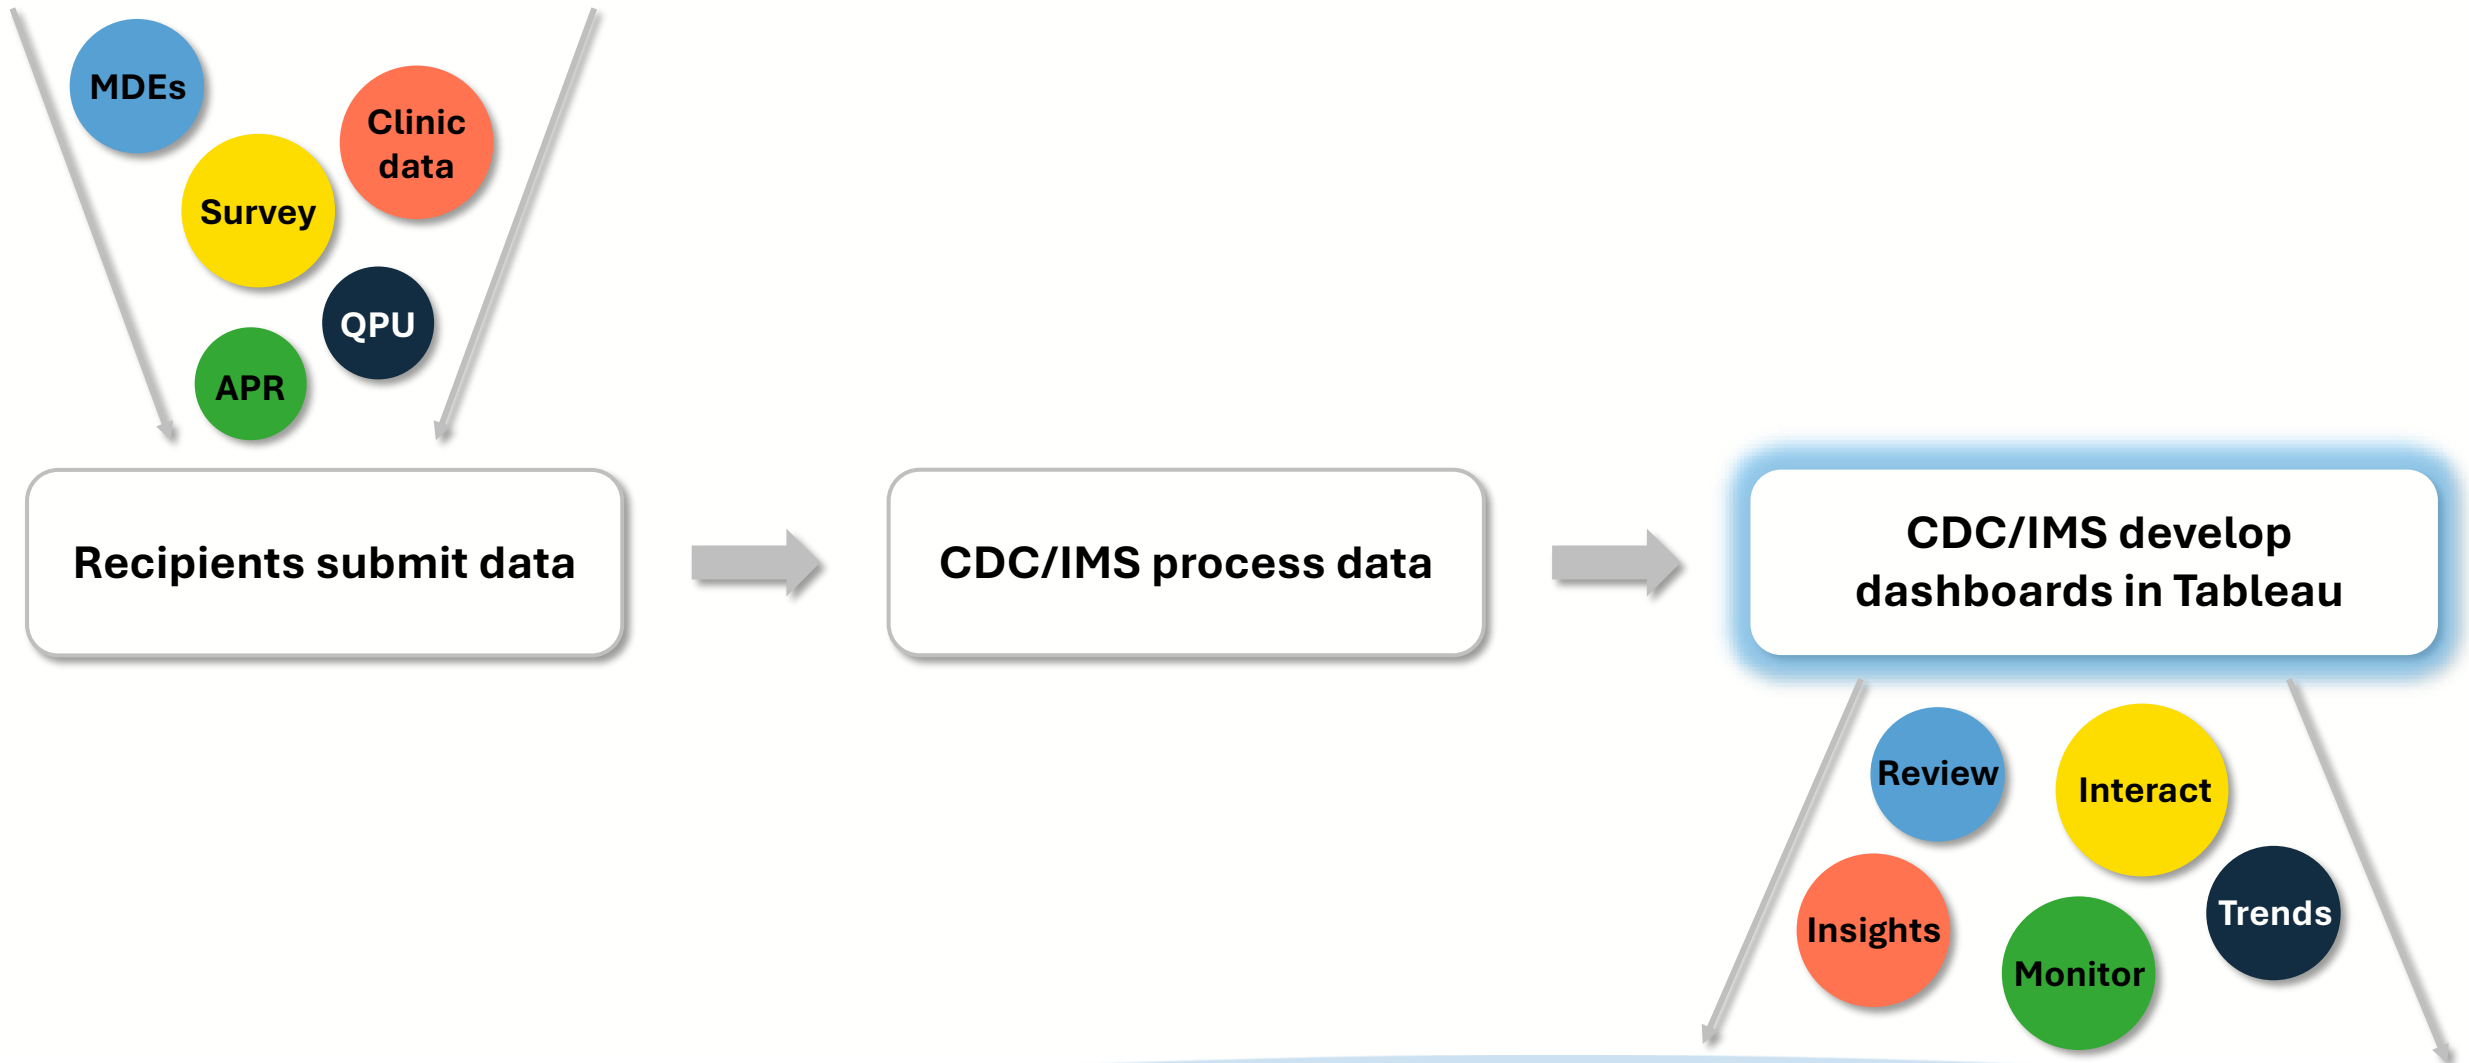 MDEs
Clinic
data
Survey
QPU
APR
Recipients submit data
CDC/IMS process data
CDC/IMS develop
dashboards in Tableau
Review
Interact
Insights
Trends
Monitor